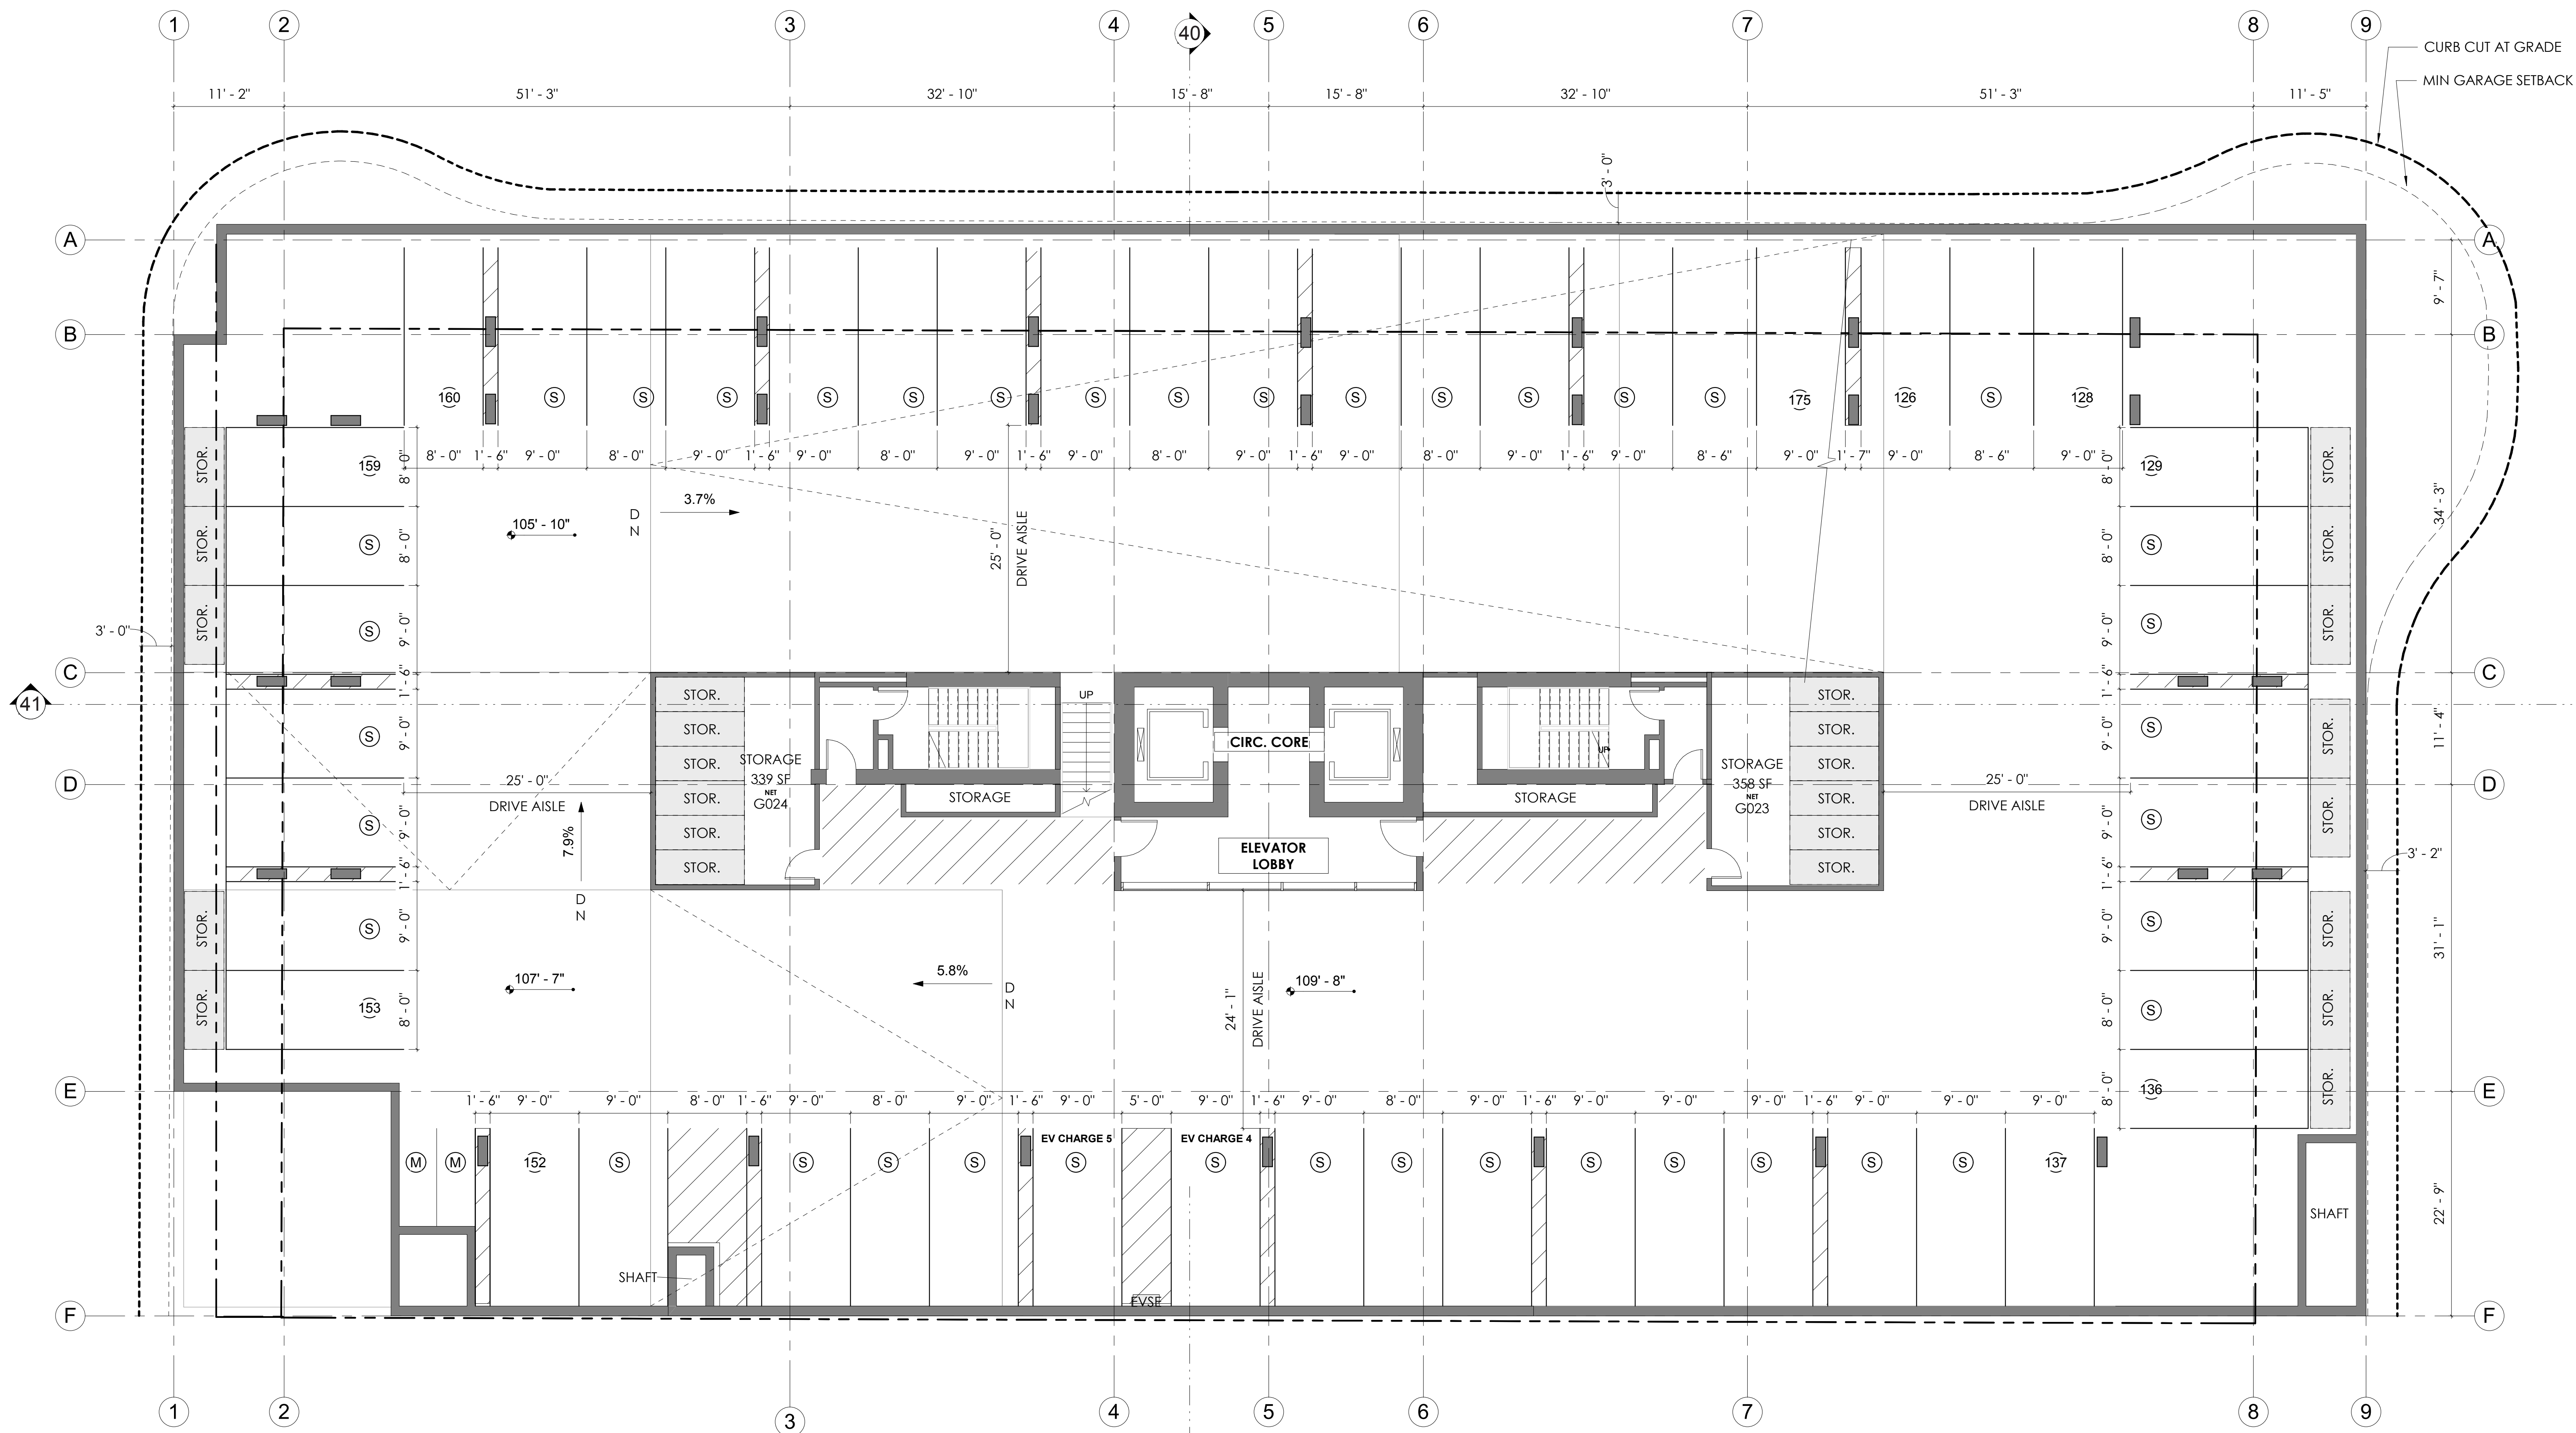 1 2 3 4 40 5 6 7 8 9
CURB CUT AT GRADE
MIN GARAGE SETBACK
11' - 2" 51' - 3" 32' - 10" 15' - 8" 15' - 8" 32' - 10" 51' - 3" 11' - 5"
3' - 0"
A A
9' - 7"
B B
160 S S S S S S S S S S S S S S 175 126 S 128
8' - 0" 1' - 6" 9' - 0" 8' - 0" 9' - 0" 1' - 6" 9' - 0" 8' - 0" 9' - 0" 1' - 6" 9' - 0" 8' - 0" 9' - 0" 1' - 6" 9' - 0" 8' - 0" 9' - 0" 1' - 6" 9' - 0" 8' - 6" 9' - 0" 1' - 7" 9' - 0" 8' - 6" 9' - 0"
STOR. 159 8' - 0"
STOR. S 8' - 0"
STOR. S 9' - 0"
1' - 6"
S 9' - 0"
S 9' - 0"
1' - 6"
STOR. S 9' - 0"
STOR. 153 8' - 0"
3' - 0"
105' - 10"
D
N
3.7%
25' - 0"
DRIVE AISLE
8' - 0" 129 STOR.
8' - 0" S STOR.
9' - 0" S STOR.
1' - 6"
9' - 0" S STOR.
9' - 0" S STOR.
1' - 6"
9' - 0" S STOR.
8' - 0" S STOR.
8' - 0" 136 STOR.
34' - 3"
C C
41
11' - 4"
D D
3' - 2"
31' - 1"
25' - 0"
DRIVE AISLE
7.9%
D
N
STOR.
STOR.
STOR.
STOR.
STOR.
STOR.
STORAGE
339 SF
NET
G024
STORAGE
UP
CIRC. CORE
ELEVATOR
LOBBY
UP
STORAGE
STORAGE
358 SF
NET
G023
STOR.
STOR.
STOR.
STOR.
STOR.
STOR.
25' - 0"
DRIVE AISLE
107' - 7"
5.8%
D
N
24' - 1"
DRIVE AISLE
109' - 8"
E E
1' - 6" 9' - 0" 9' - 0" 8' - 0" 1' - 6" 9' - 0" 8' - 0" 9' - 0" 1' - 6" 9' - 0" 5' - 0" 9' - 0" 1' - 6" 9' - 0" 8' - 0" 9' - 0" 1' - 6" 9' - 0" 9' - 0" 9' - 0" 1' - 6" 9' - 0" 9' - 0" 9' - 0"
EV CHARGE 5 EV CHARGE 4
M M 152 S S S S S S S S S S S S S S 137
22' - 9"
SHAFT
SHAFT
EVSE
F F
1 2 3 4 5 6 7 8 9